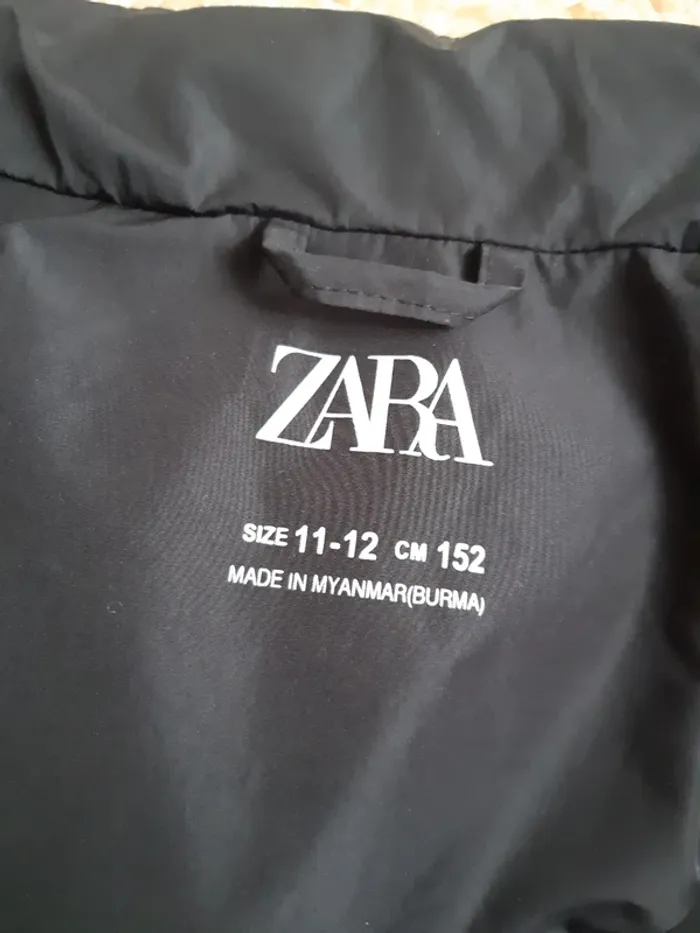 ZARA
SIZE 11-12 CM 152
MADE IN MYANMAR(BURMA)